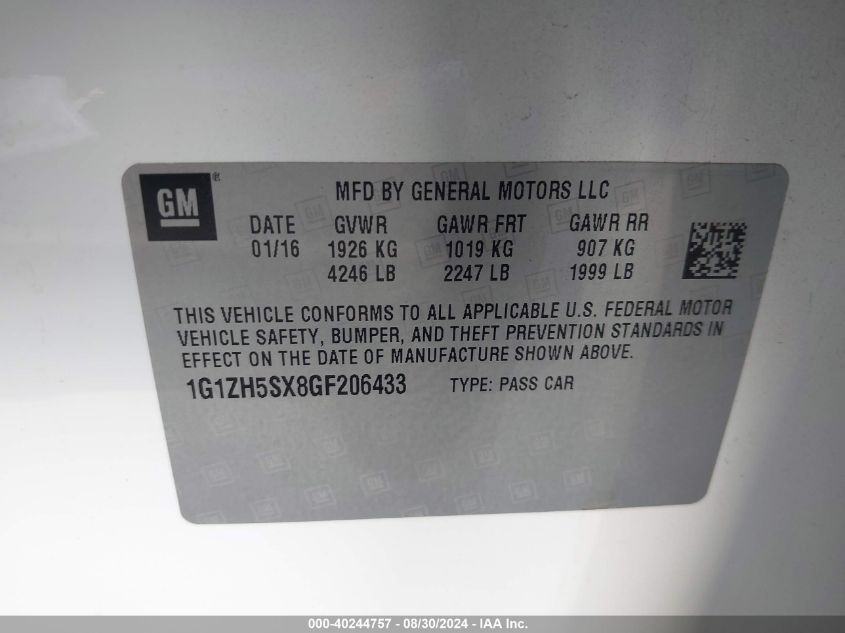 GM ®
MFD BY GENERAL MOTORS LLC
DATE GVWR GAWR FRT GAWR RR
01/16 1926 KG 1019 KG 907 KG
4246 LB 2247 LB 1999 LB
THIS VEHICLE CONFORMS TO ALL APPLICABLE U.S. FEDERAL MOTOR
VEHICLE SAFETY, BUMPER, AND THEFT PREVENTION STANDARDS IN
EFFECT ON THE DATE OF MANUFACTURE SHOWN ABOVE.
1G1ZH5SX8GF206433 TYPE: PASS CAR
000-40244757 - 08/30/2024 - IAA Inc.